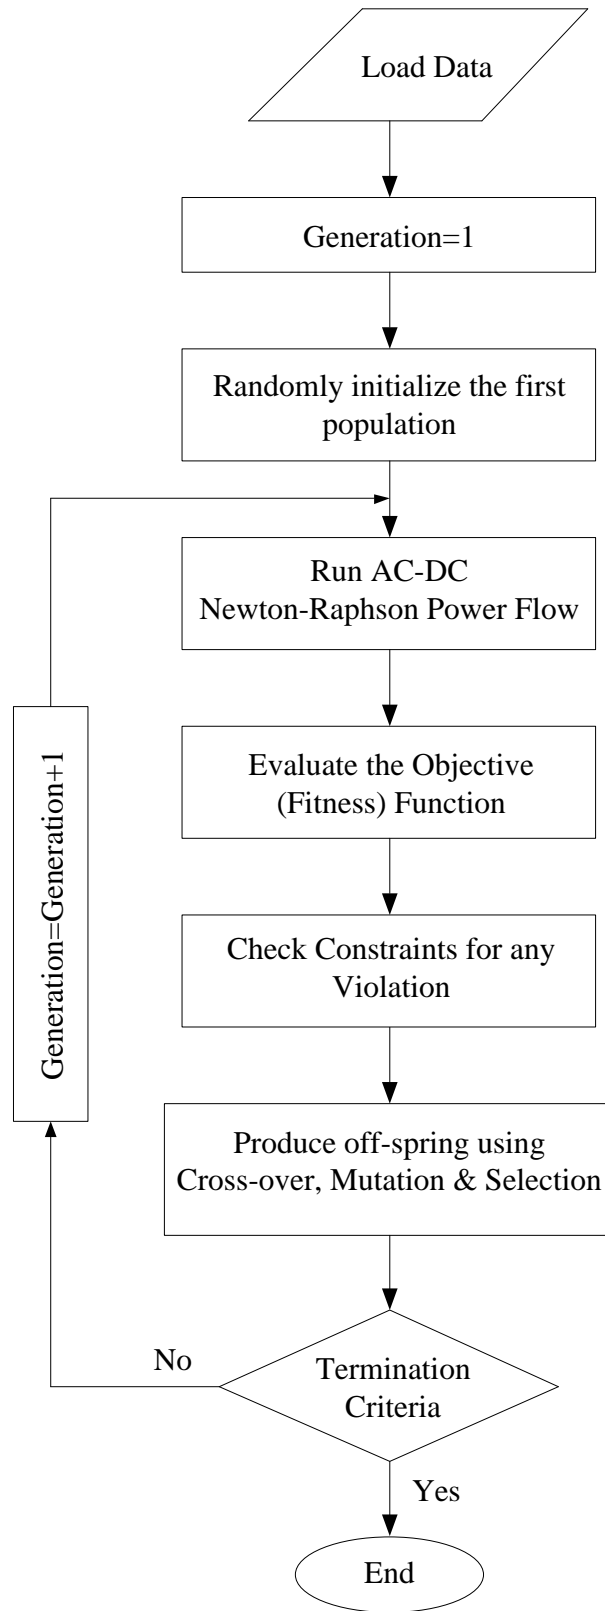 Load Data
Generation=1
Randomly initialize the first
population
Run AC-DC
Newton-Raphson Power Flow
Evaluate the Objective
(Fitness) Function
Generation=Generation+1
Check Constraints for any
Violation
Produce off-spring using
Cross-over, Mutation & Selection
No
Termination
Criteria
Yes
End